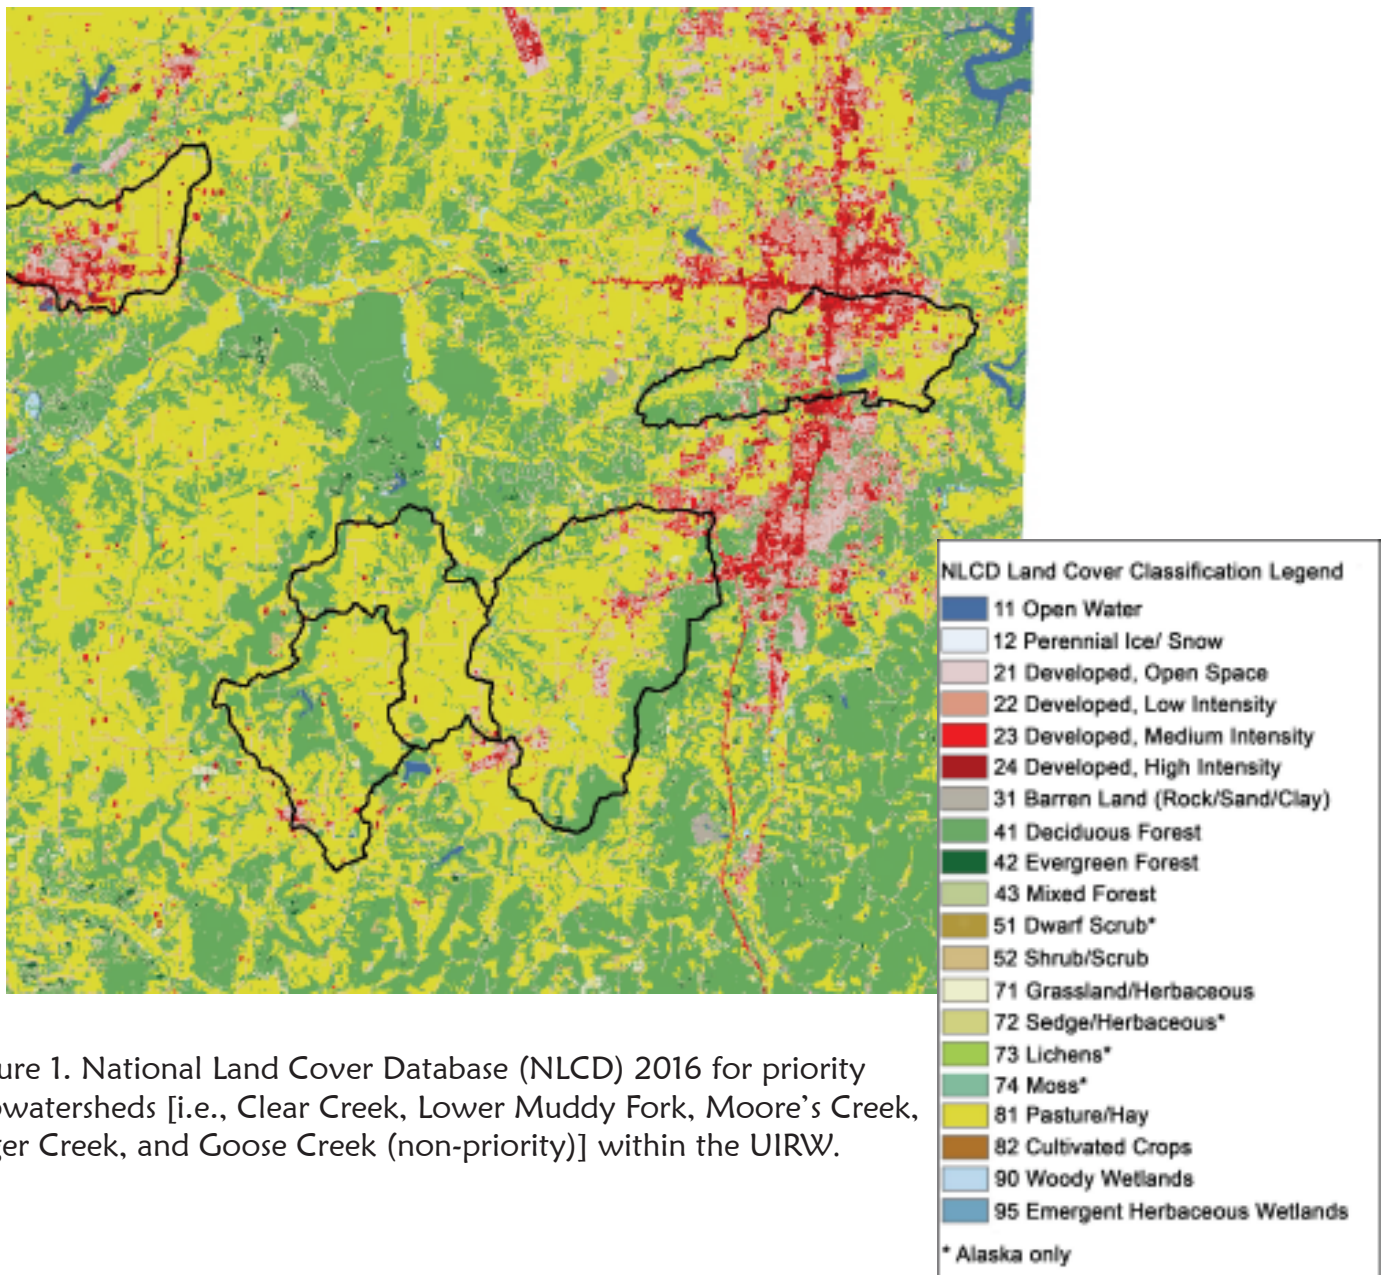 NLCD Land Cover Classification Legend
11 Open Water
12 Perennial Ice/ Snow
21 Developed, Open Space
22 Developed, Low Intensity
23 Developed, Medium Intensity
24 Developed, High Intensity
31 Barren Land (Rock/Sand/Clay)
41 Deciduous Forest
42 Evergreen Forest
43 Mixed Forest
51 Dwarf Scrub*
52 Shrub/Scrub
71 Grassland/Herbaceous
72 Sedge/Herbaceous*
73 Lichens*
74 Moss*
81 Pasture/Hay
82 Cultivated Crops
90 Woody Wetlands
95 Emergent Herbaceous Wetlands
* Alaska only
ure 1. National Land Cover Database (NLCD) 2016 for priority
watersheds [i.e., Clear Creek, Lower Muddy Fork, Moore’s Creek,
ger Creek, and Goose Creek (non-priority)] within the UIRW.